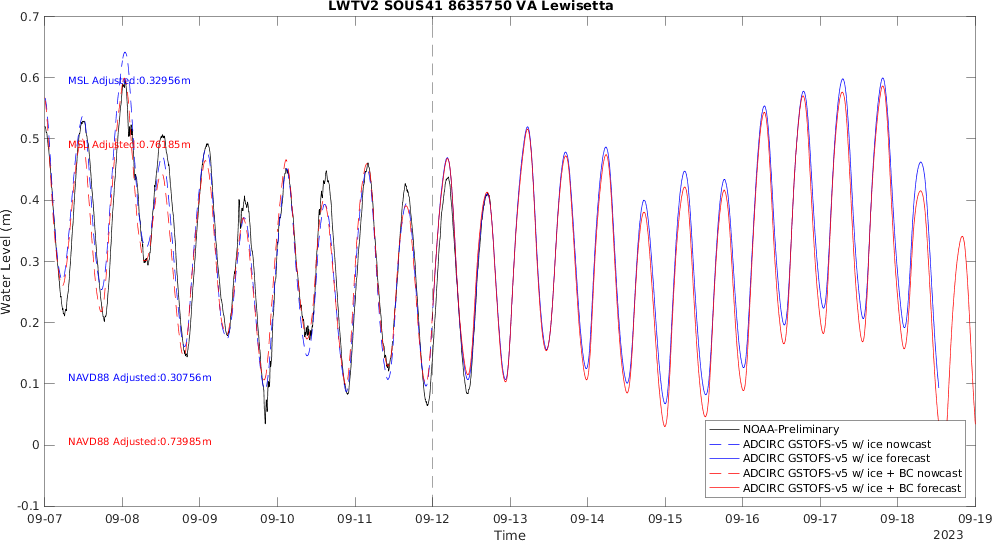 LWTV2 SOUS41 8635750 VA Lewisetta
0.7
0.6
0.5
0.4
0.3
0.2
0.1
0
-0.1
Water Level (m)
MSL Adjusted:0.32956m
MSL Adjusted:0.76185m
NAVD88 Adjusted:0.30756m
NAVD88 Adjusted:0.73985m
NOAA-Preliminary
ADCIRC GSTOFS-v5 w/ ice nowcast
ADCIRC GSTOFS-v5 w/ ice forecast
ADCIRC GSTOFS-v5 w/ ice + BC nowcast
ADCIRC GSTOFS-v5 w/ ice + BC forecast
09-07 09-08 09-09 09-10 09-11 09-12 09-13 09-14 09-15 09-16 09-17 09-18 09-19
Time
2023